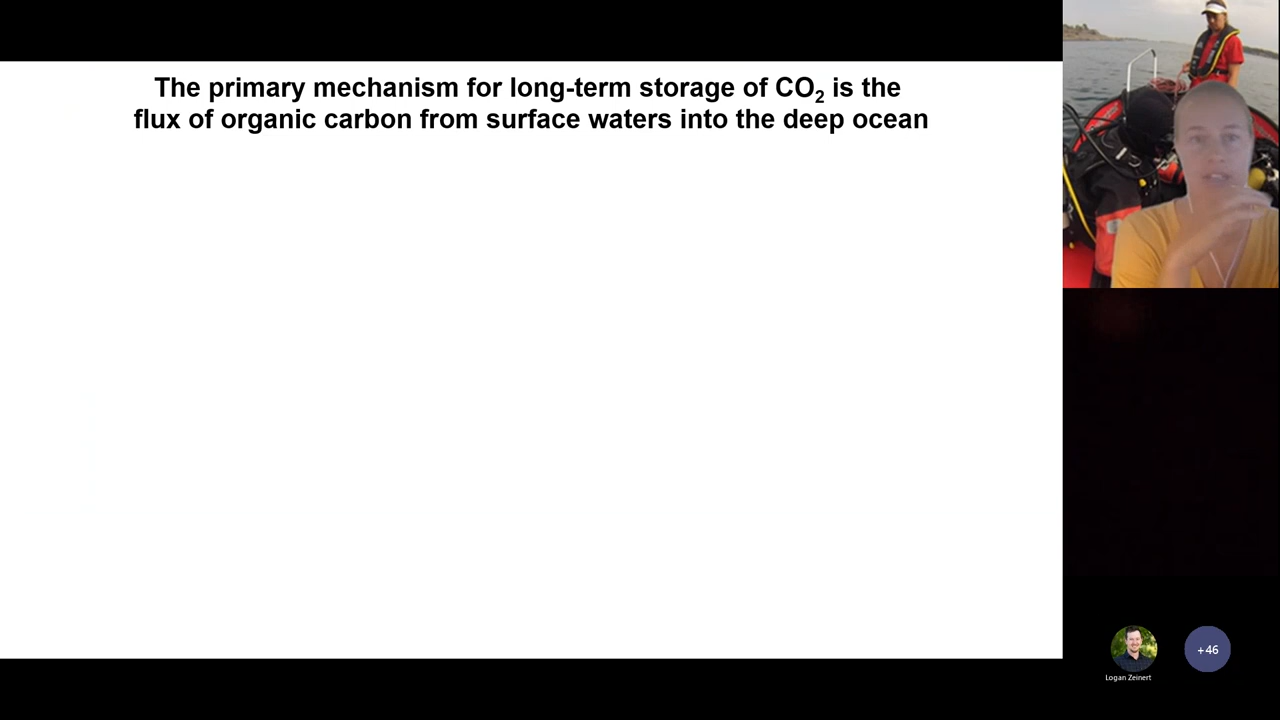 The primary mechanism for long-term storage of CO₂ is the
flux of organic carbon from surface waters into the deep ocean
+46
Logan Zeinert